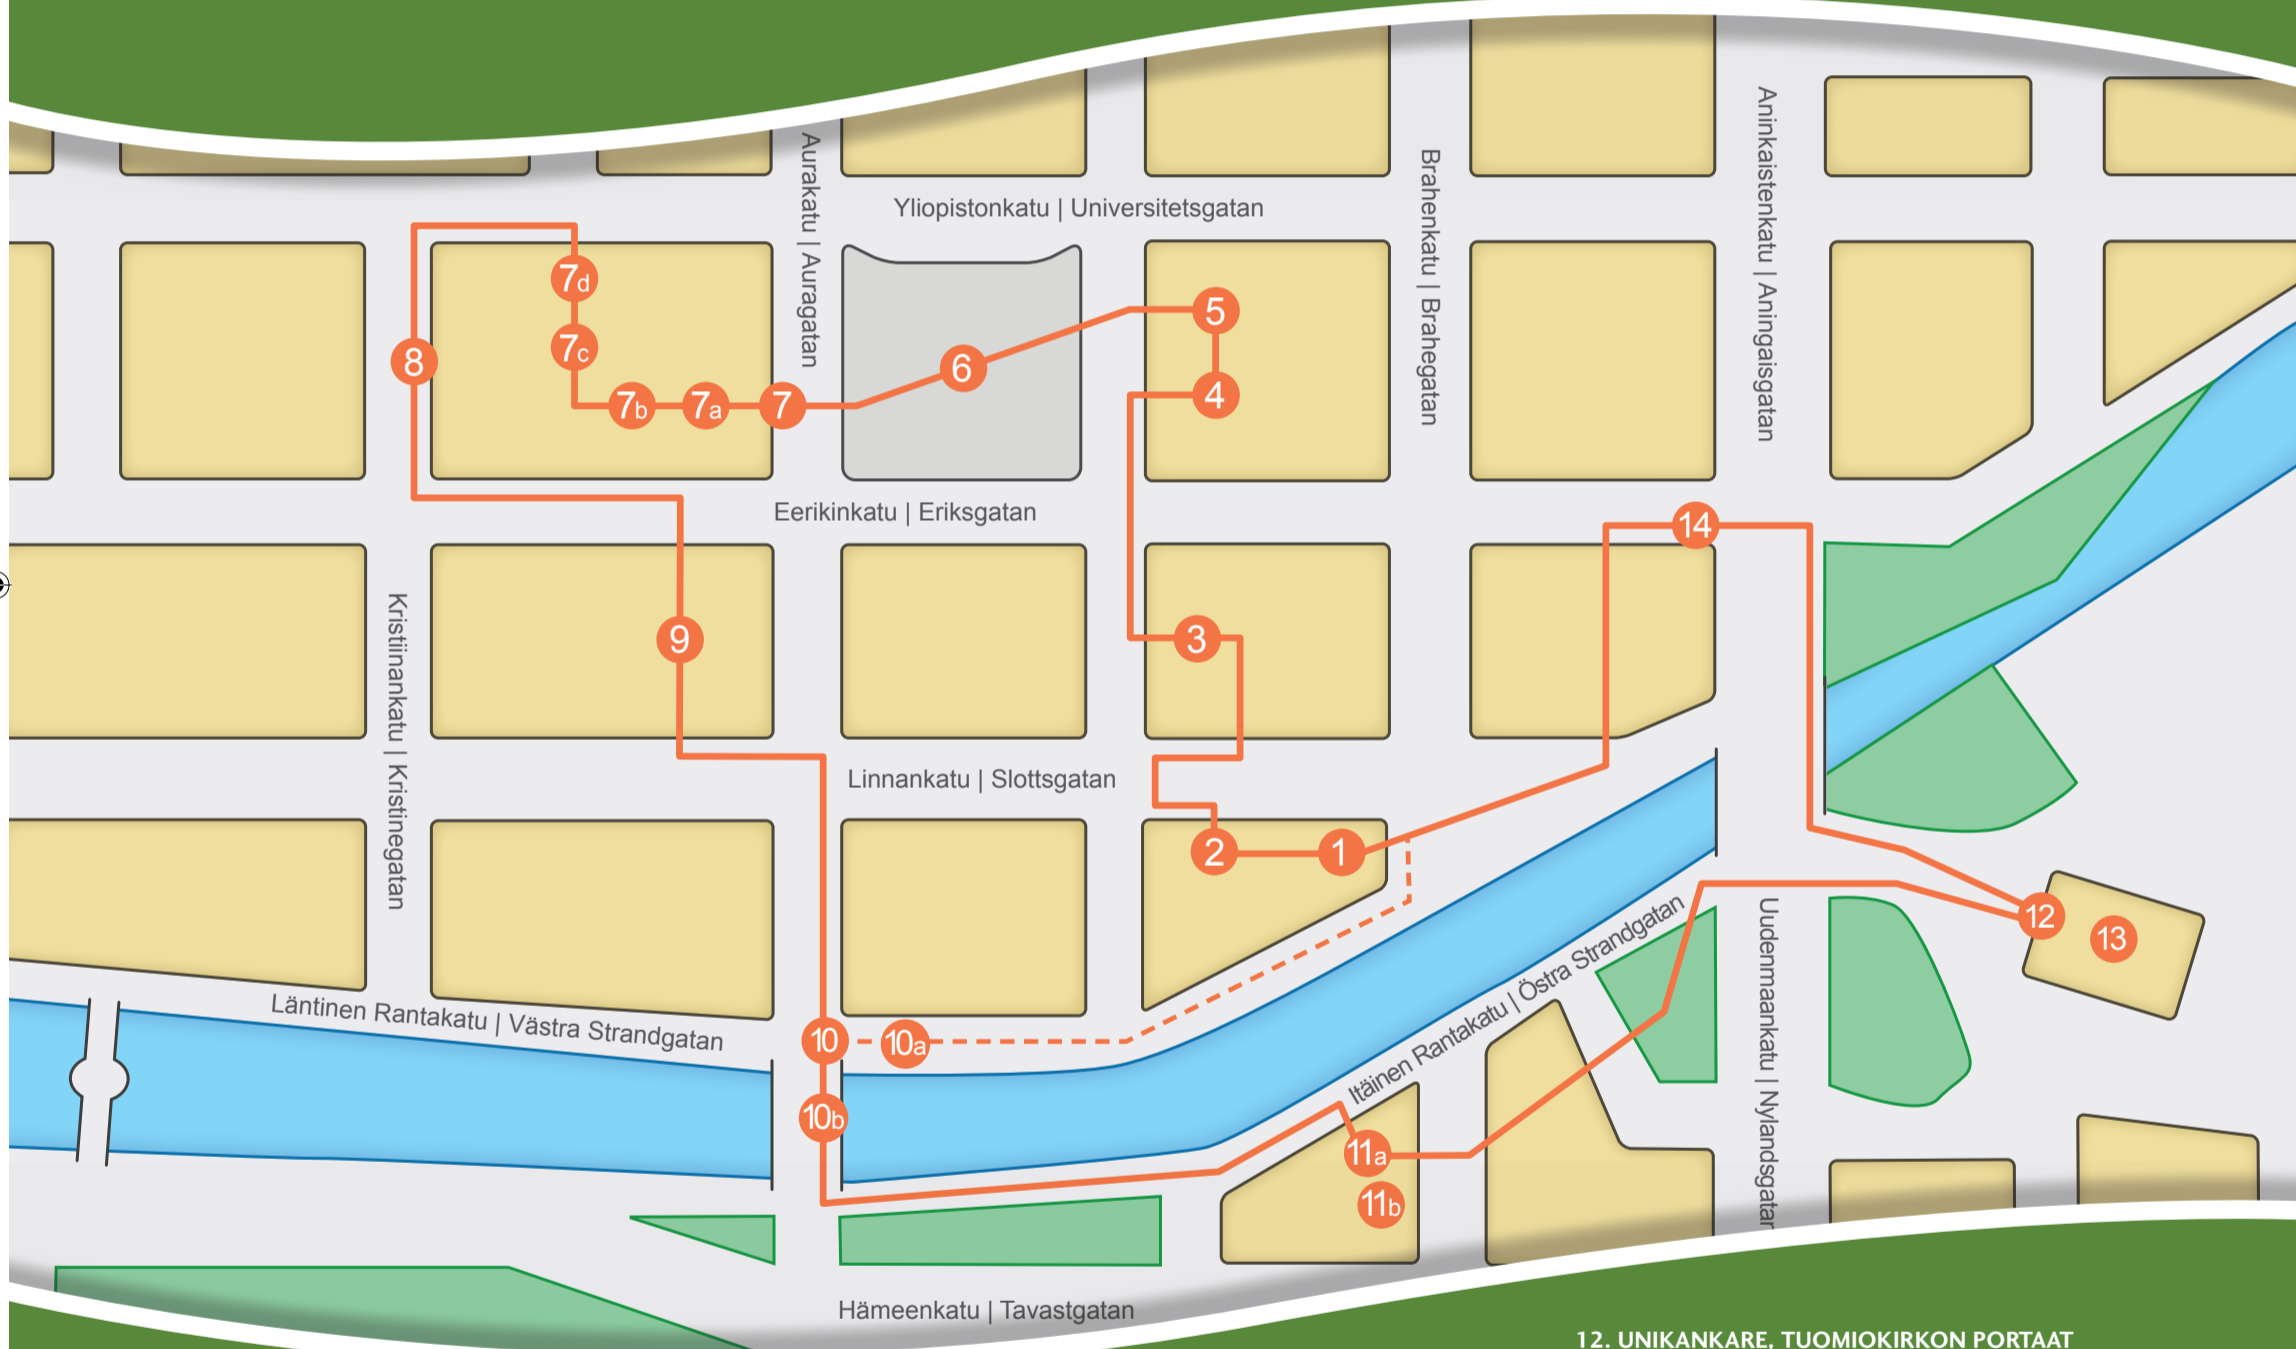 Aurakatu | Auragatan
Yliopistonkatu | Universitetsgatan
Brahenkatu | Brahegatan
Aninkaistenkatu | Aningaisgatan
7d
5
7c
8
6
4
7b
7a
7
Eerikinkatu | Eriksgatan
14
Kristiinankatu | Kristinegatan
9
3
Linnankatu | Slottsgatan
2
1
Läntinen Rantakatu | Västra Strandgatan
Itäinen Rantakatu | Östra Strandgatan
Uudenmaankatu | Nylandsgatan
12
13
10
10a
10b
11a
11b
Hämeenkatu | Tavastgatan
12. UNIKANKARE, TUOMIOKIRKON PORTAAT